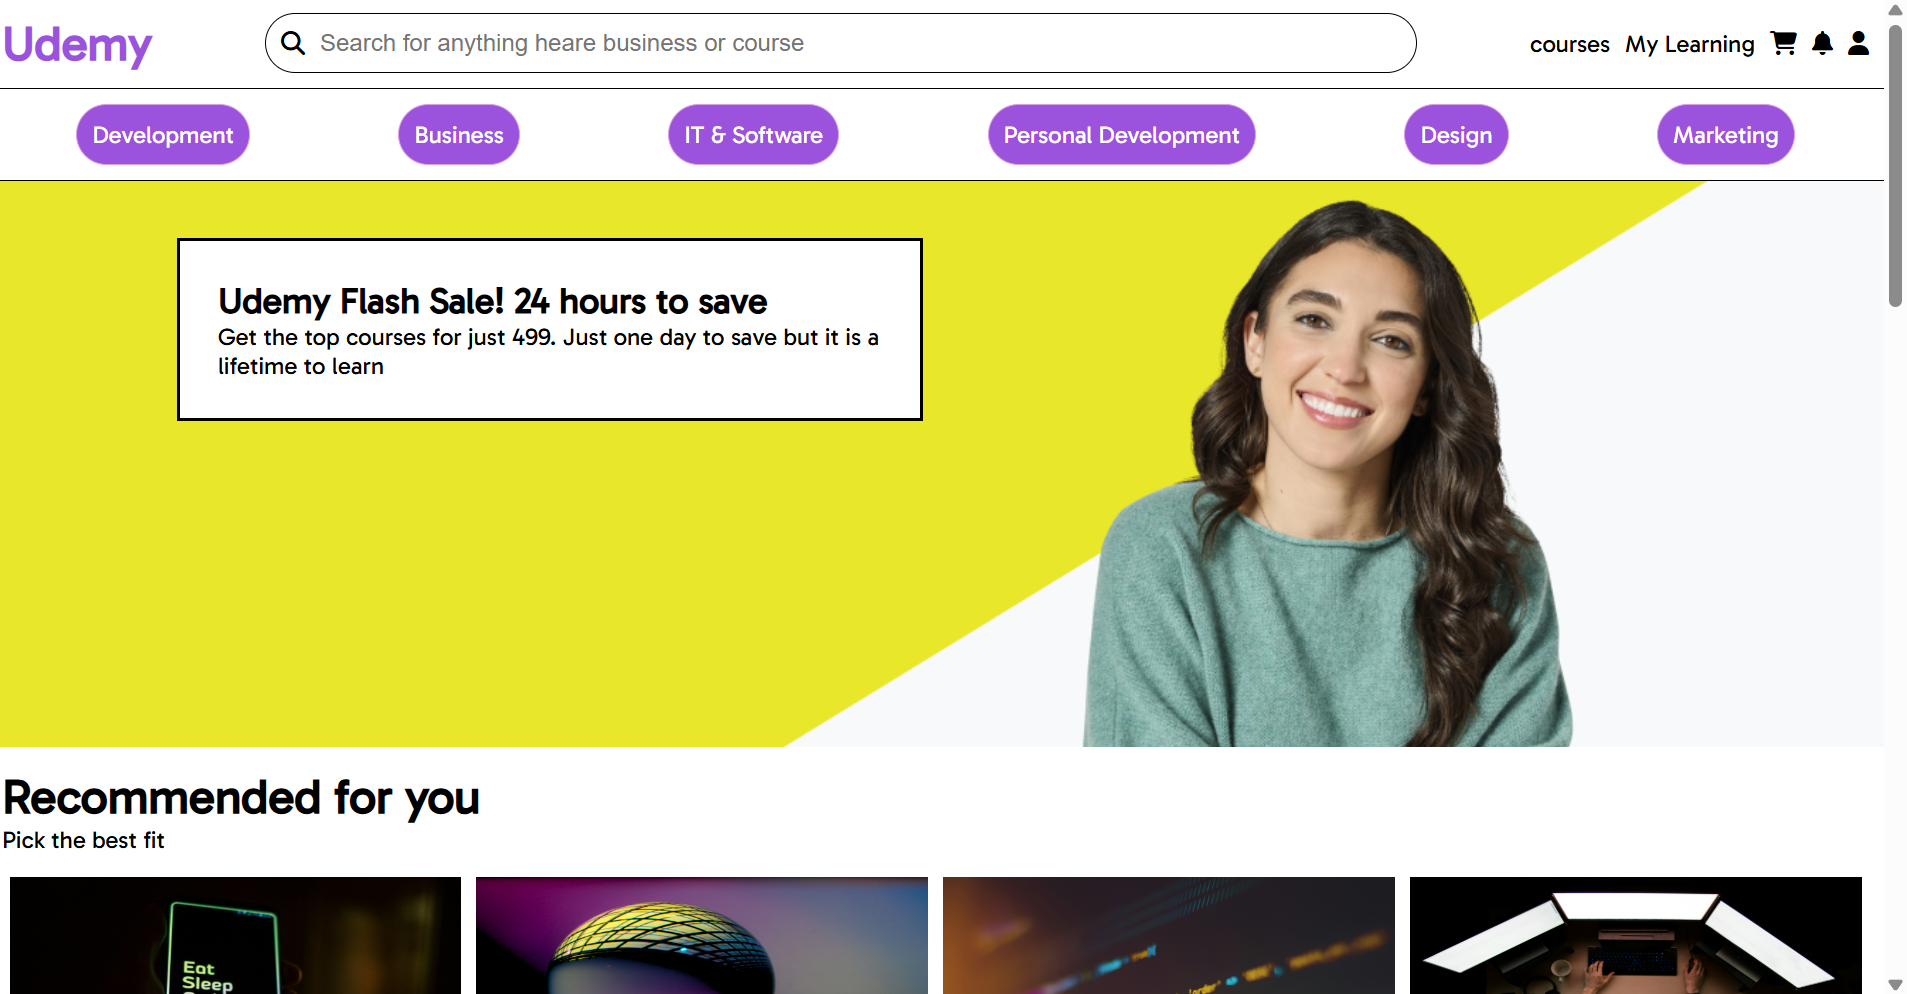 Udemy
Search for anything heare business or course
courses My Learning
Development Business IT & Software Personal Development Design Marketing
Udemy Flash Sale! 24 hours to save
Get the top courses for just 499. Just one day to save but it is a
lifetime to learn
Recommended for you
Pick the best fit
Eat
Sleep